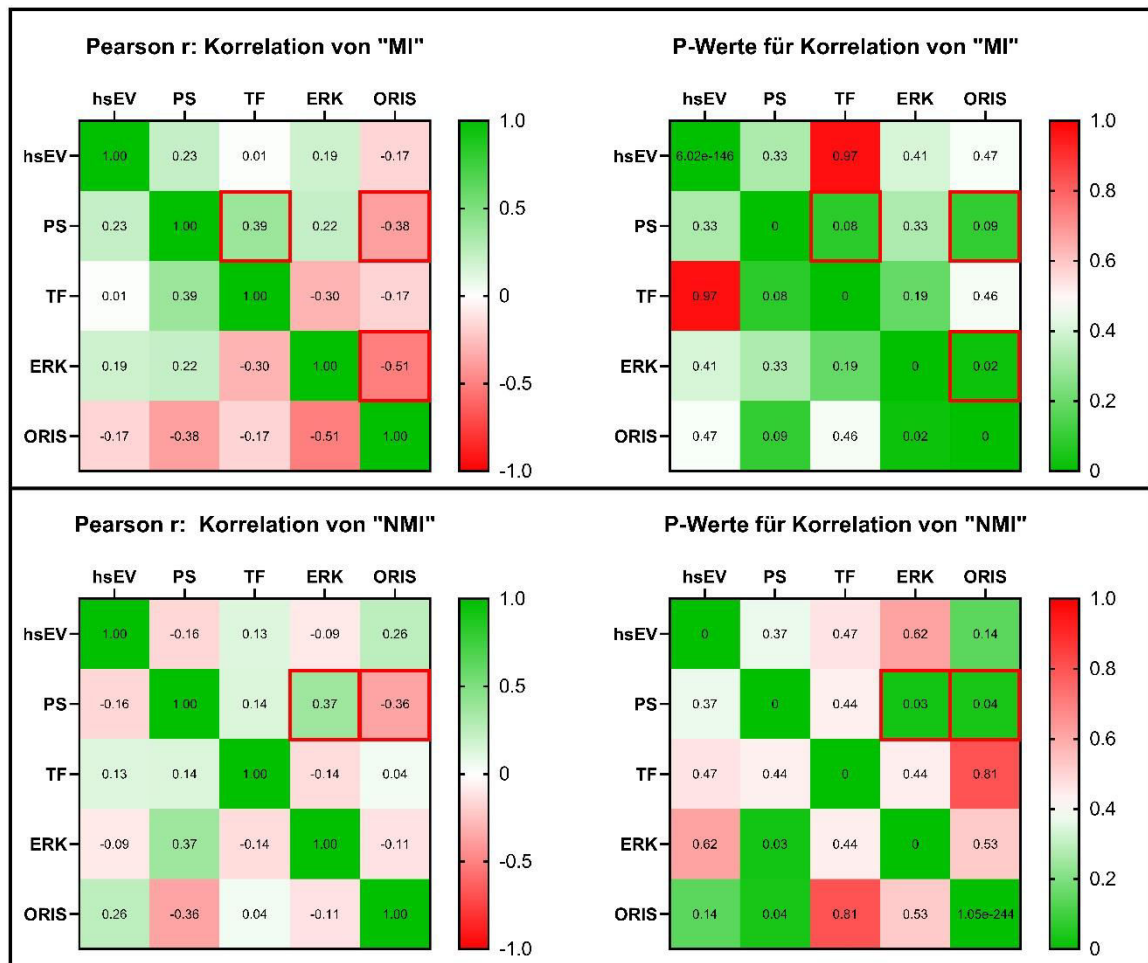 Pearson r: Korrelation von "MI"
hsEV PS TF ERK ORIS
hsEV 1.00 0.23 0.01 0.19 -0.17
PS 0.23 1.00 0.39 0.22 -0.38
TF 0.01 0.39 1.00 -0.30 -0.17
ERK 0.19 0.22 -0.30 1.00 -0.51
ORIS -0.17 -0.38 -0.17 -0.51 1.00
1.0
0.5
0
-0.5
-1.0
P-Werte für Korrelation von "MI"
hsEV PS TF ERK ORIS
hsEV 6.02e-146 0.33 0.97 0.41 0.47
PS 0.33 0 0.08 0.33 0.09
TF 0.97 0.08 0 0.19 0.46
ERK 0.41 0.33 0.19 0 0.02
ORIS 0.47 0.09 0.46 0.02 0
1.0
0.8
0.6
0.4
0.2
0
Pearson r: Korrelation von "NMI"
hsEV PS TF ERK ORIS
hsEV 1.00 -0.16 0.13 -0.09 0.26
PS -0.16 1.00 0.14 0.37 -0.36
TF 0.13 0.14 1.00 -0.14 0.04
ERK -0.09 0.37 -0.14 1.00 -0.11
ORIS 0.26 -0.36 0.04 -0.11 1.00
1.0
0.5
0
-0.5
-1.0
P-Werte für Korrelation von "NMI"
hsEV PS TF ERK ORIS
hsEV 0 0.37 0.47 0.62 0.14
PS 0.37 0 0.44 0.03 0.04
TF 0.47 0.44 0 0.44 0.81
ERK 0.62 0.03 0.44 0 0.53
ORIS 0.14 0.04 0.81 0.53 1.05e-244
1.0
0.8
0.6
0.4
0.2
0